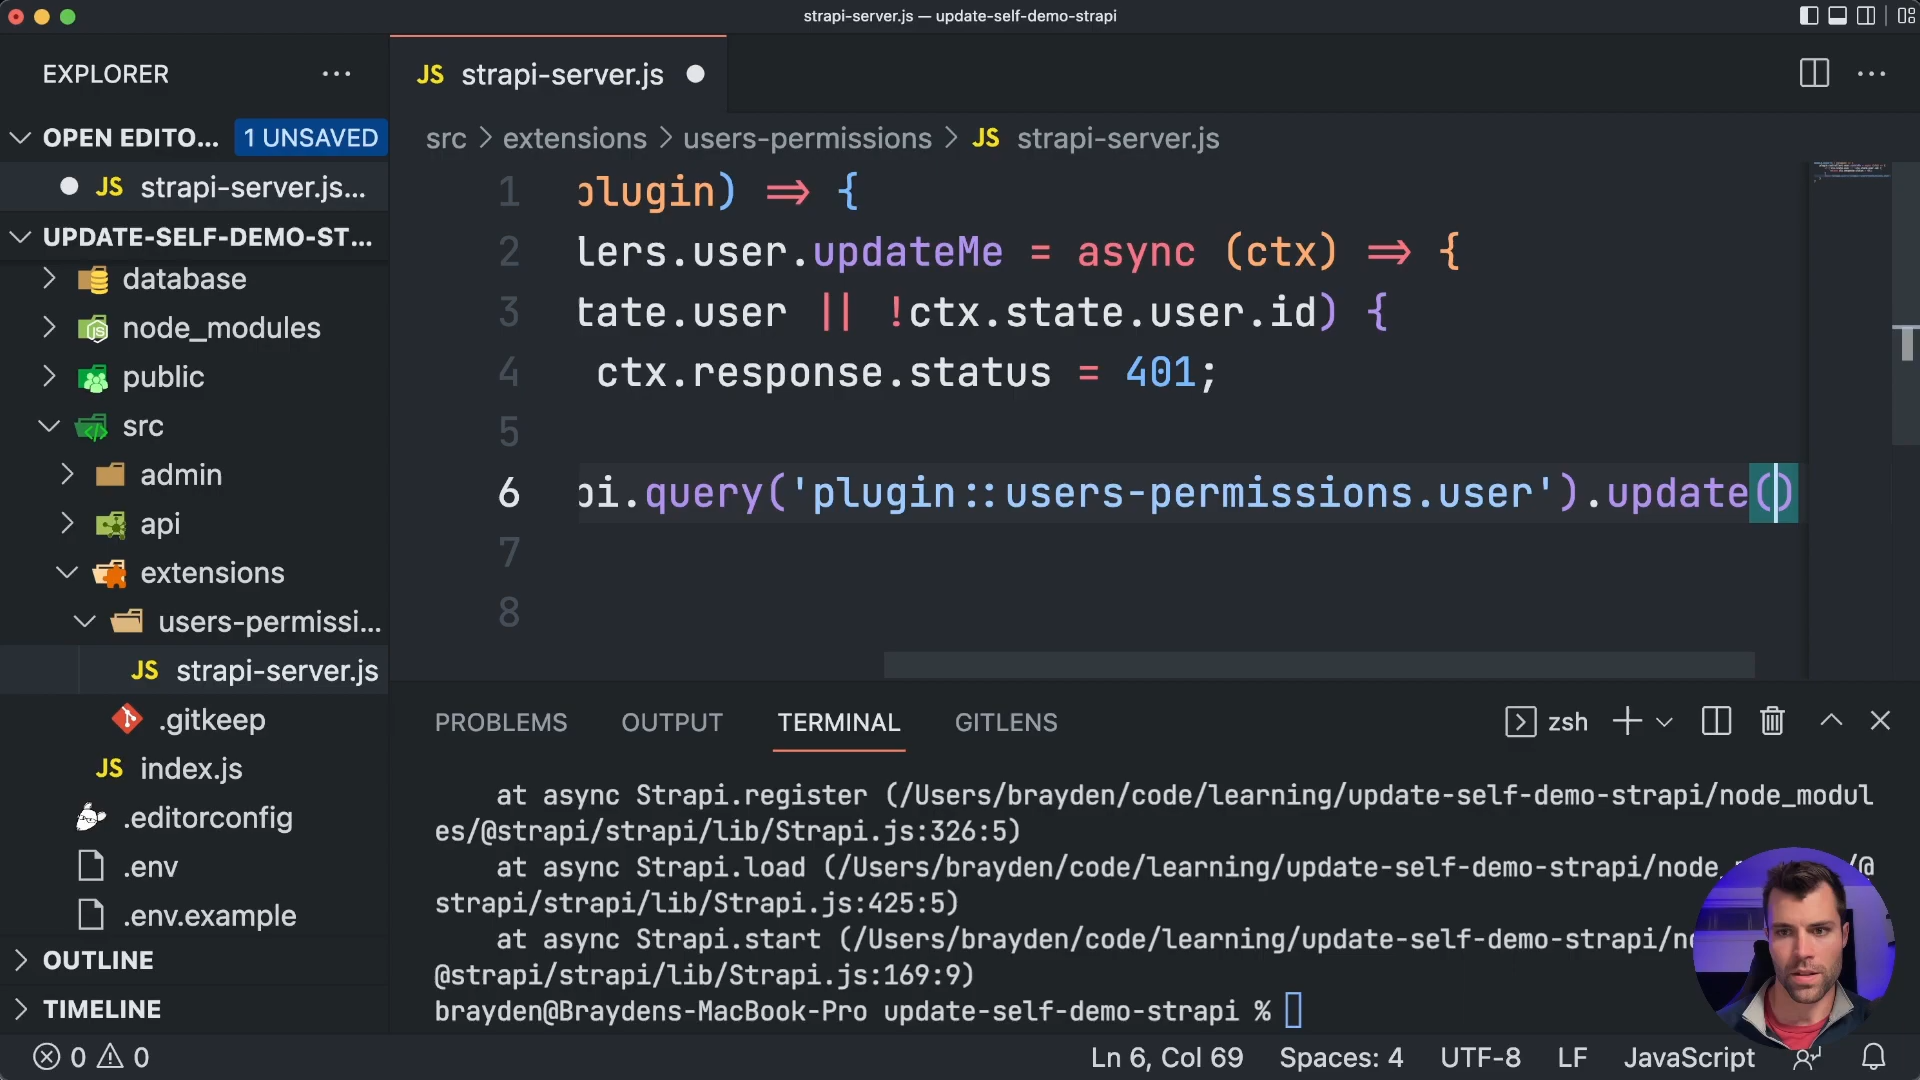 strapi-server.js — update-self-demo-strapi
EXPLORER
OPEN EDITO... 1 UNSAVED
JS strapi-server.js...
UPDATE-SELF-DEMO-ST...
database
node_modules
public
src
admin
api
extensions
users-permissi...
JS strapi-server.js
.gitkeep
JS index.js
.editorconfig
.env
.env.example
OUTLINE
TIMELINE
JS strapi-server.js
src > extensions > users-permissions > JS strapi-server.js
1 plugin) => {
2 lers.user.updateMe = async (ctx) => {
3 tate.user || !ctx.state.user.id) {
4 ctx.response.status = 401;
5
6 pi.query('plugin::users-permissions.user').update()
7
8
PROBLEMS OUTPUT TERMINAL GITLENS zsh
at async Strapi.register (/Users/brayden/code/learning/update-self-demo-strapi/node_modul
es/@strapi/strapi/lib/Strapi.js:326:5)
at async Strapi.load (/Users/brayden/code/learning/update-self-demo-strapi/node_ /@
strapi/strapi/lib/Strapi.js:425:5)
at async Strapi.start (/Users/brayden/code/learning/update-self-demo-strapi/no
@strapi/strapi/lib/Strapi.js:169:9)
brayden@Braydens-MacBook-Pro update-self-demo-strapi %
0 0 Ln 6, Col 69 Spaces: 4 UTF-8 LF JavaScript